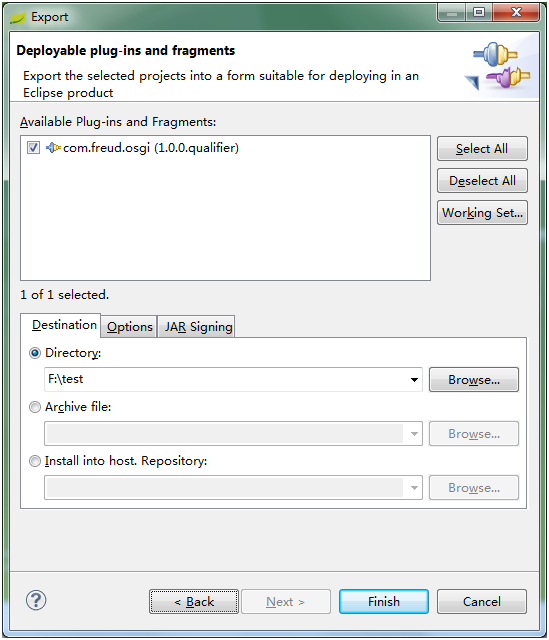 Export
Deployable plug-ins and fragments
Export the selected projects into a form suitable for deploying in an
Eclipse product
Available Plug-ins and Fragments:
com.freud.osgi (1.0.0.qualifier)
Select All
Deselect All
Working Set...
1 of 1 selected.
Destination Options JAR Signing
Directory:
F:\test Browse...
Archive file:
Browse...
Install into host. Repository:
Browse...
? < Back Next > Finish Cancel